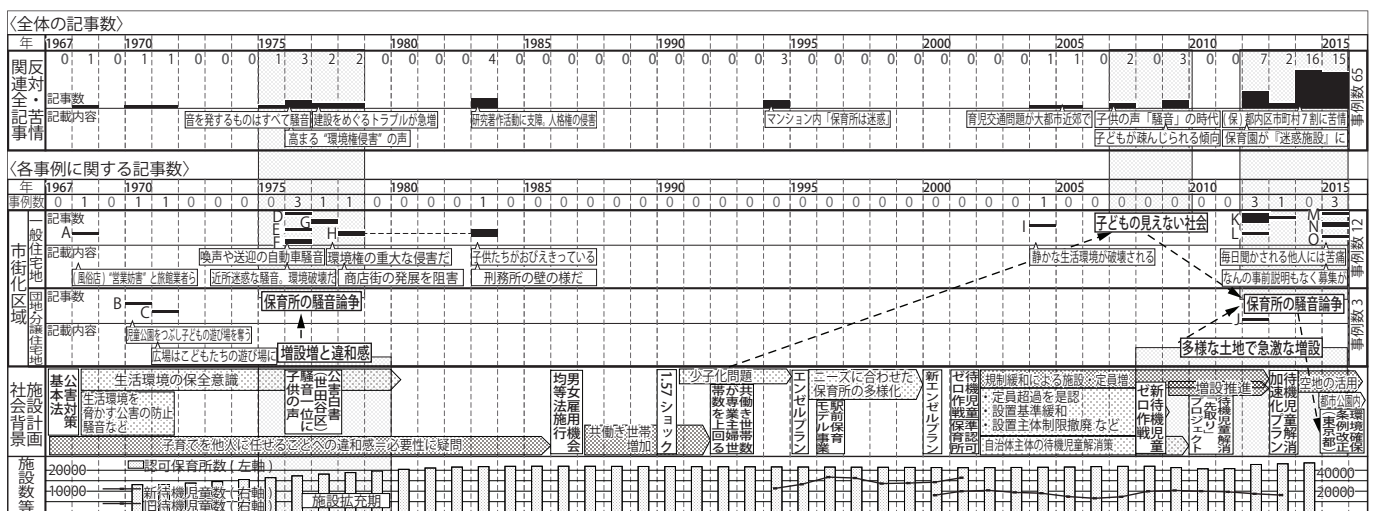 〈全体の記事数〉
年 1967 1970 1975 1980 1985 1990 1995 2000 2005 2010 2015
反対・苦情
関連全記事
記事数
0 1 0 1 1 0 0 0 1 3 2 2 0 0 0 0 4 0 0 0 0 0 0 0 0 0 0 3 0 0 0 0 0 0 0 0 0 1 1 0 2 0 3 0 0 7 2 16 15
事例数 65
記載内容
音を発するものはすべて騒音
建設をめぐるトラブルが急増
研究著作活動に支障、人格権の侵害
マンション内「保育所は迷惑」
育児交通問題が大都市近郊で
子供の声「騒音」の時代
(保)都内区市町村7割に苦情
高まる“環境権侵害”の声
子どもが疎んじられる傾向
保育園が『迷惑施設』に
〈各事例に関する記事数〉
年 1967 1970 1975 1980 1985 1990 1995 2000 2005 2010 2015
事例数 0 1 0 1 1 0 0 0 0 3 1 1 0 0 0 0 1 0 0 0 0 0 0 0 0 0 0 0 0 0 0 0 0 0 0 0 0 1 0 0 0 0 0 0 0 3 1 0 3
市街化区域
一般住宅地
記事数
A
D
E
F
G
H
I
K
L
M
N
O
事例数 12
子どもの見えない社会
記載内容
喚声や送迎の自動車騒音
環境権の重大な侵害だ
子供たちがおびえきっている
静かな生活環境が破壊される
毎日聞かされる他人には苦痛
(風俗店)“営業妨害”と旅館業者ら
近所迷惑な騒音。環境破壊だ
商店街の発展を阻害
刑務所の壁の様だ
なんの事前説明もなく募集が
団地・分譲住宅地
記事数
B
C
J
事例数 3
保育所の騒音論争
保育所の騒音論争
記載内容
児童公園をつぶし子どもの遊び場を奪う
広場はこどもたちの遊び場に
増設増と違和感
多様な土地で急激な増設
施設計画
社会背景
公害対策
基本法
生活環境の保全意識
生活環境を
脅かす公害の防止
騒音など
子供の声
騒音一位に
(世田谷区)
公害白書
子育てを他人に任せることへの違和感=必要性に疑問
男女雇用機会
均等法施行
共働き世帯
増加
1.57ショック
少子化問題
共働き世帯数
が専業主婦世
帯数を上回る
エンゼルプラン
ニーズに合わせた
保育所の多様化
駅前保育
モデル事業
新エンゼルプラン
待機児童
ゼロ作戦
準認可
保育所
規制緩和による施設・定員増
・定員超過を是認
・設置基準緩和
・設置主体制限撤廃 など
自治体主体の待機児童解消策
新待機児童
ゼロ作戦
増設推進
待機児童解消
「先取り」
プロジェクト
待機児童解消
加速化プラン
空地の活用
都市公園内
環境確保
条例改正
(東京都)
施設数等
20000
10000
認可保育所数(左軸)
新待機児童数(右軸)
旧待機児童数(右軸)
施設拡充期
40000
20000